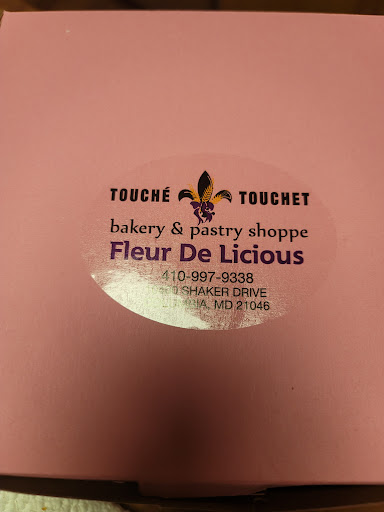 TOUCHÉ TOUCHET
bakery & pastry shoppe
Fleur De Licious
410-997-9338
SHAKER DRIVE
MD 21046